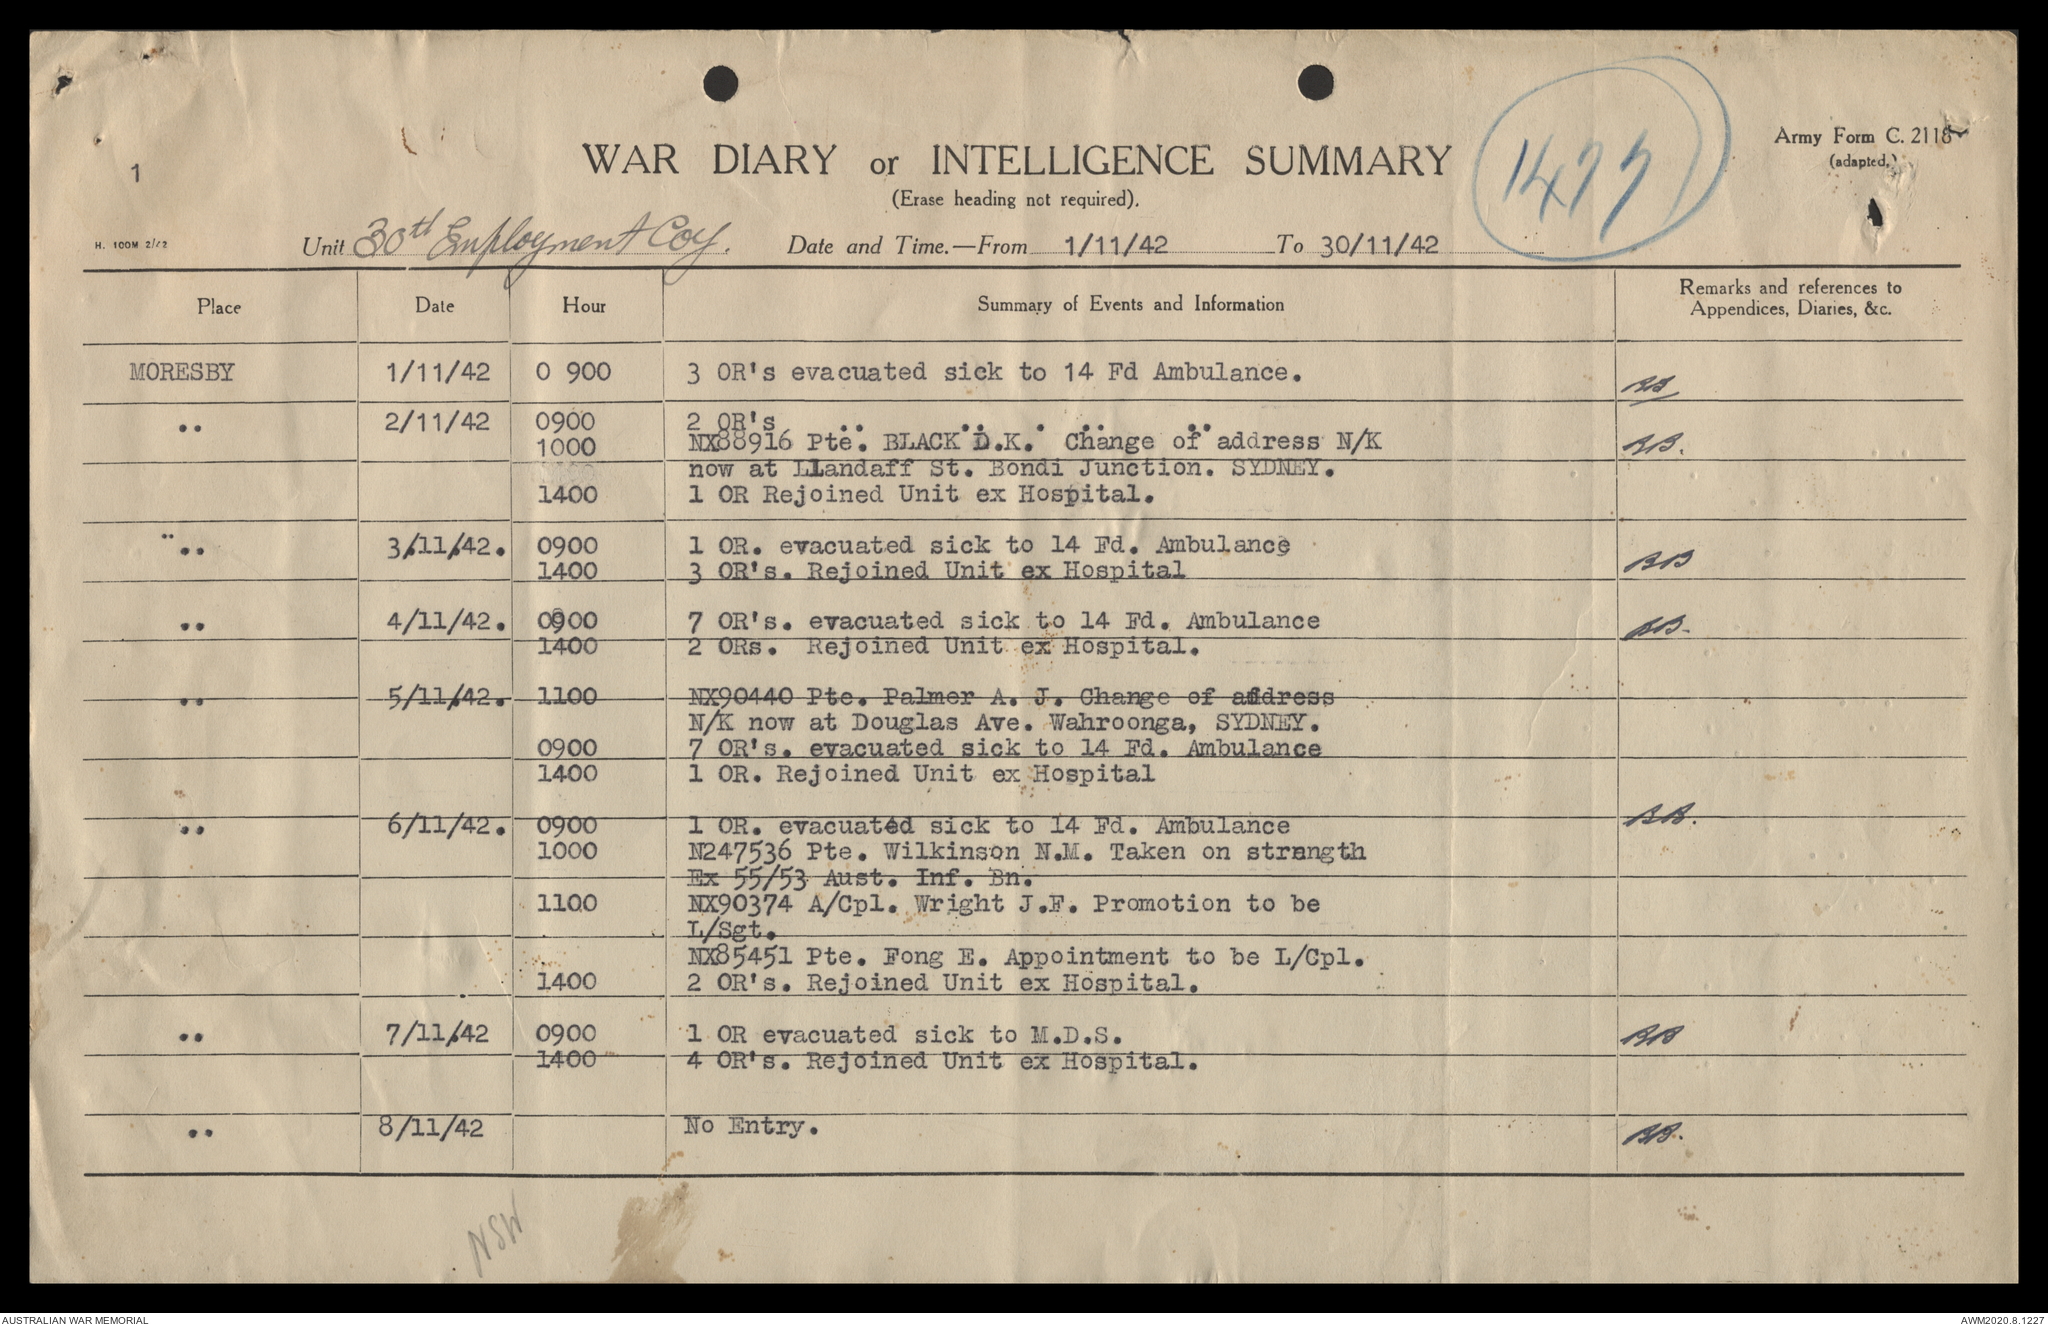 1
WAR DIARY or INTELLIGENCE SUMMARY
(Erase heading not required).
1477
Army Form C. 2118
(adapted.)
H. 100M 2/42
Unit 30th Employment Coy. Date and Time.—From 1/11/42 To 30/11/42
Place Date Hour Summary of Events and Information Remarks and references to
Appendices, Diaries, &c.
MORESBY 1/11/42 0 900 3 OR's evacuated sick to 14 Fd Ambulance. BB
.. 2/11/42 0900 2 OR's .. .. . .. ..
1000 NX88916 Pte. BLACK D.K. Change of address N/K BB.
now at Llandaff St. Bondi Junction. SYDNEY.
1400 1 OR Rejoined Unit ex Hospital.
.. 3/11/42. 0900 1 OR. evacuated sick to 14 Fd. Ambulance
1400 3 OR's. Rejoined Unit ex Hospital BB
.. 4/11/42. 0900 7 OR's. evacuated sick to 14 Fd. Ambulance BB.
1400 2 ORs. Rejoined Unit ex Hospital.
.. 5/11/42. 1100 NX90440 Pte. Palmer A. J. Change of address
N/K now at Douglas Ave. Wahroonga, SYDNEY.
0900 7 OR's. evacuated sick to 14 Fd. Ambulance
1400 1 OR. Rejoined Unit ex Hospital
.. 6/11/42. 0900 1 OR. evacuated sick to 14 Fd. Ambulance BB.
1000 N247536 Pte. Wilkinson N.M. Taken on strength
Ex 55/53 Aust. Inf. Bn.
1100 NX90374 A/Cpl. Wright J.F. Promotion to be
L/Sgt.
NX85451 Pte. Fong E. Appointment to be L/Cpl.
1400 2 OR's. Rejoined Unit ex Hospital.
.. 7/11/42 0900 1 OR evacuated sick to M.D.S. BB
1400 4 OR's. Rejoined Unit ex Hospital.
.. 8/11/42 No Entry. BB.
NSW
AUSTRALIAN WAR MEMORIAL
AWM2020.8.1227